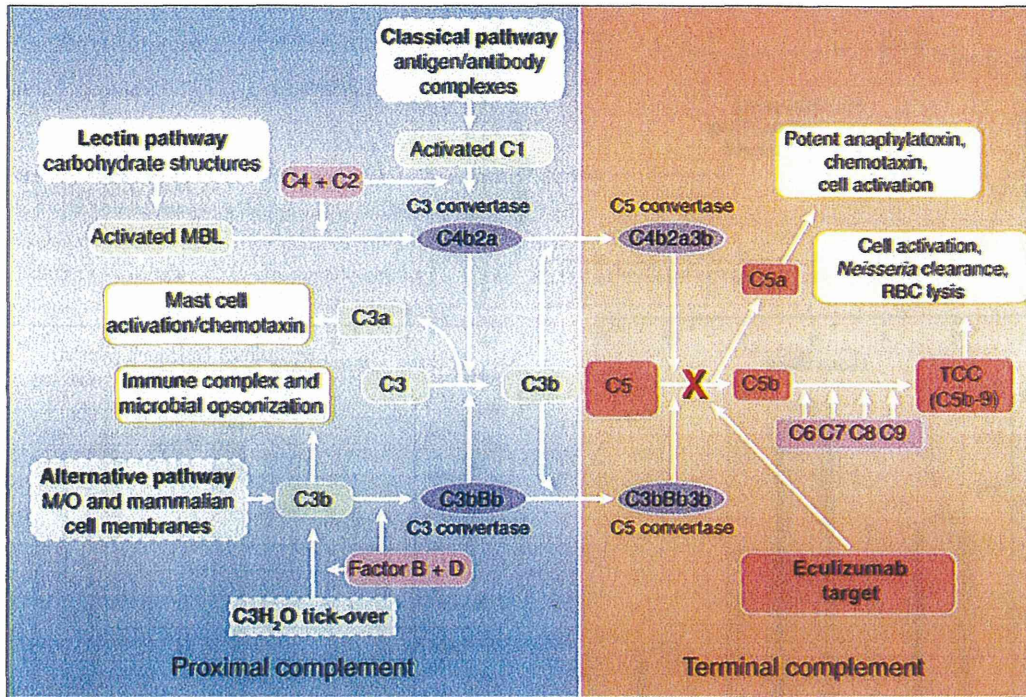 Classical pathway
antigen/antibody
complexes
Lectin pathway
carbohydrate structures
Activated C1
C4 + C2
C3 convertase
C5 convertase
Activated MBL
C4b2a
C4b2a3b
Potent anaphylatoxin,
chemotaxin,
cell activation
Cell activation,
Neisseria clearance,
RBC lysis
C5a
Mast cell
activation/chemotaxin
C3a
Immune complex and
microbial opsonization
C3
C3b
C5
X
C5b
TCC
(C5b-9)
C6 C7 C8 C9
Alternative pathway
M/O and mammalian
cell membranes
C3b
C3bBb
C3 convertase
C3bBb3b
C5 convertase
Factor B + D
Eculizumab
target
C3H₂O tick-over
Proximal complement
Terminal complement